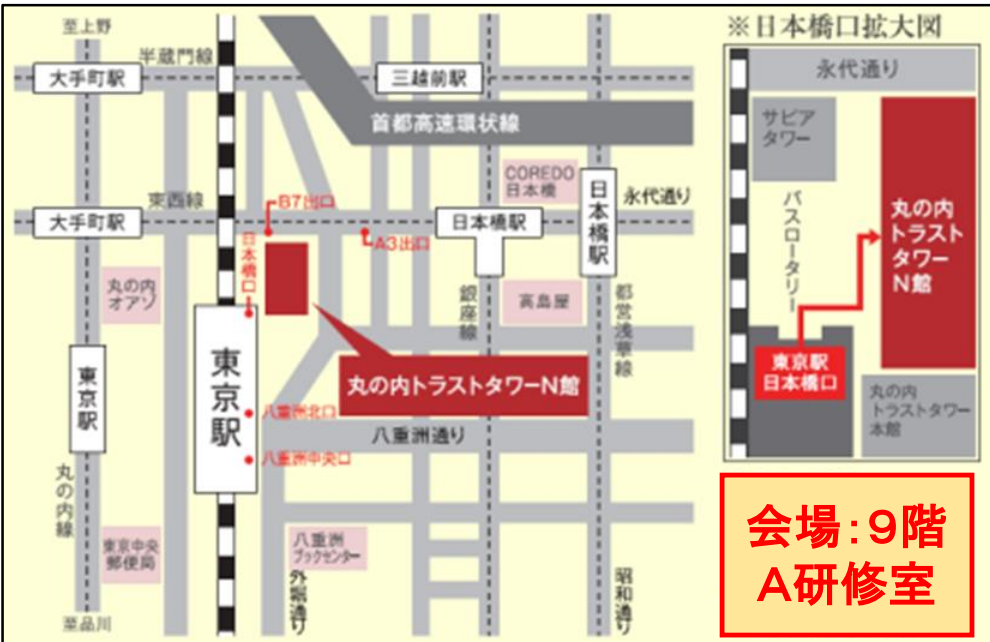 至上野
半蔵門線
大手町駅
三越前駅
首都高速環状線
COREDO
日本橋
日本橋駅
永代通り
東西線
B7出口
大手町駅
日本橋駅
A3出口
日本橋口
丸の内
オアゾ
銀座線
高島屋
都営浅草線
東京駅
東京駅
丸の内トラストタワーN館
八重洲北口
八重洲通り
八重洲中央口
丸の内線
東京中央
郵便局
八重洲
ブックセンター
外堀通り
昭和通り
至品川
※日本橋口拡大図
永代通り
サピア
タワー
バスロータリー
丸の内
トラスト
タワー
N館
東京駅
日本橋口
丸の内
トラストタワー
本館
会場:9階
A研修室